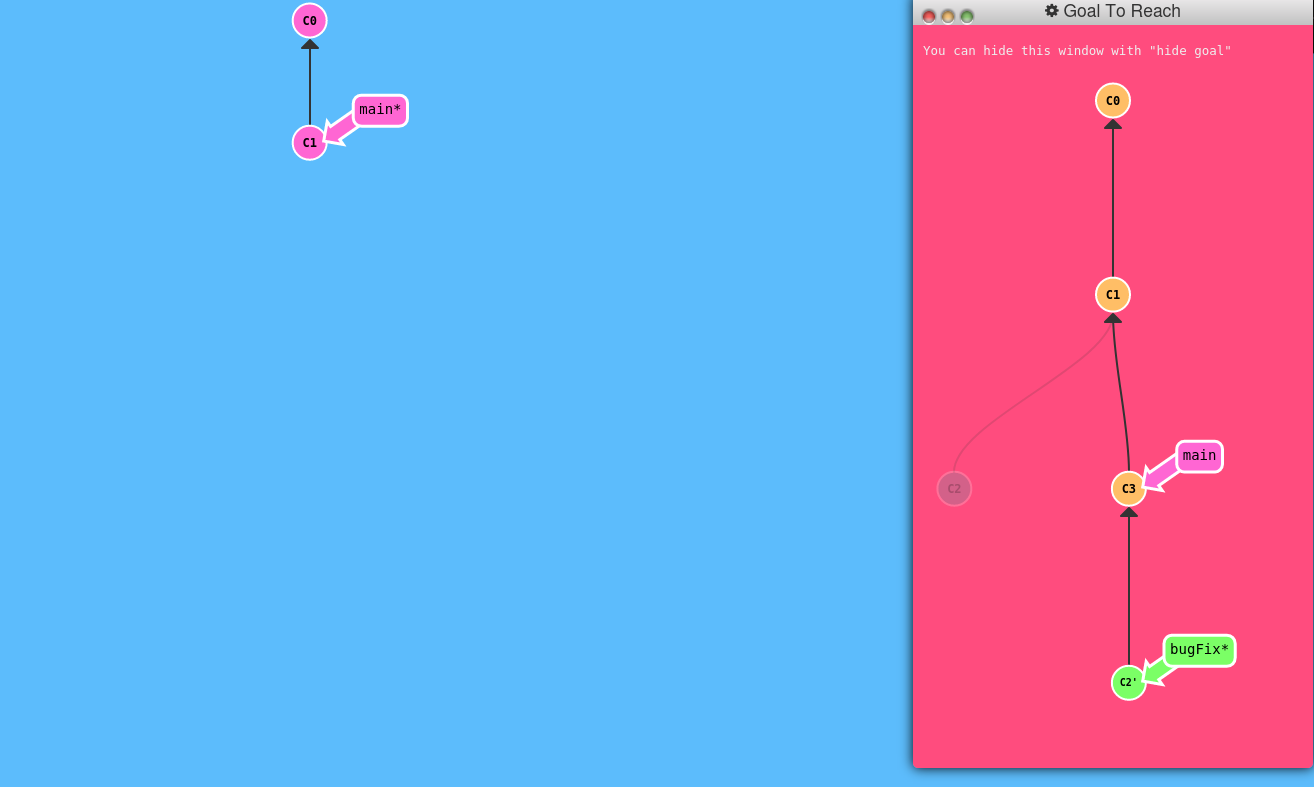 C0
main*
C1
Goal To Reach
You can hide this window with "hide goal"
C0
C1
main
C2
C3
bugFix*
C2'